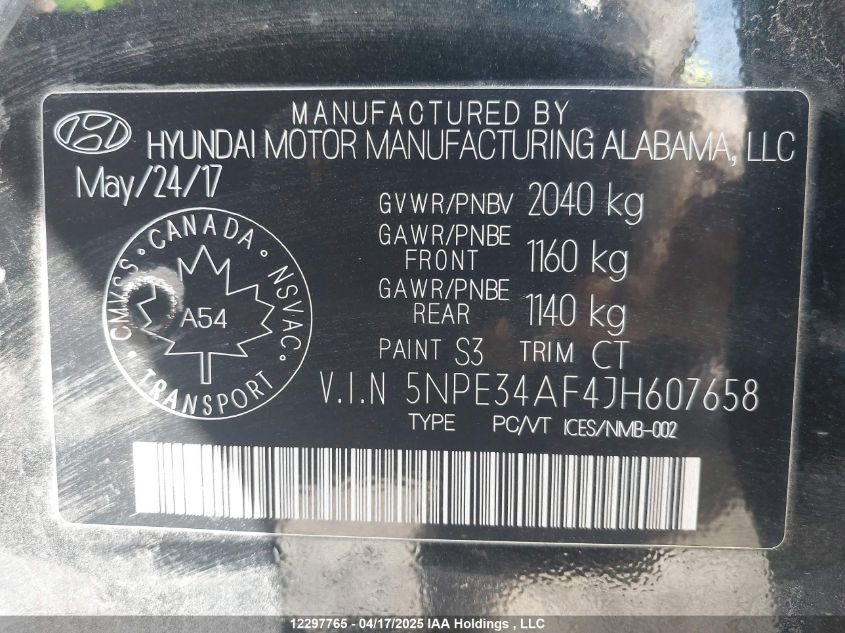 MANUFACTURED BY
HYUNDAI MOTOR MANUFACTURING ALABAMA, LLC
May/24/17
GVWR/PNBV 2040 kg
GAWR/PNBE FRONT 1160 kg
GAWR/PNBE REAR 1140 kg
PAINT S3 TRIM CT
CANADA · NSVAC · TRANSPORT · CMVSS
A54
V.I.N 5NPE34AF4JH607658
TYPE PC/VT ICES/NMB-002
12297765 - 04/17/2025 IAA Holdings , LLC